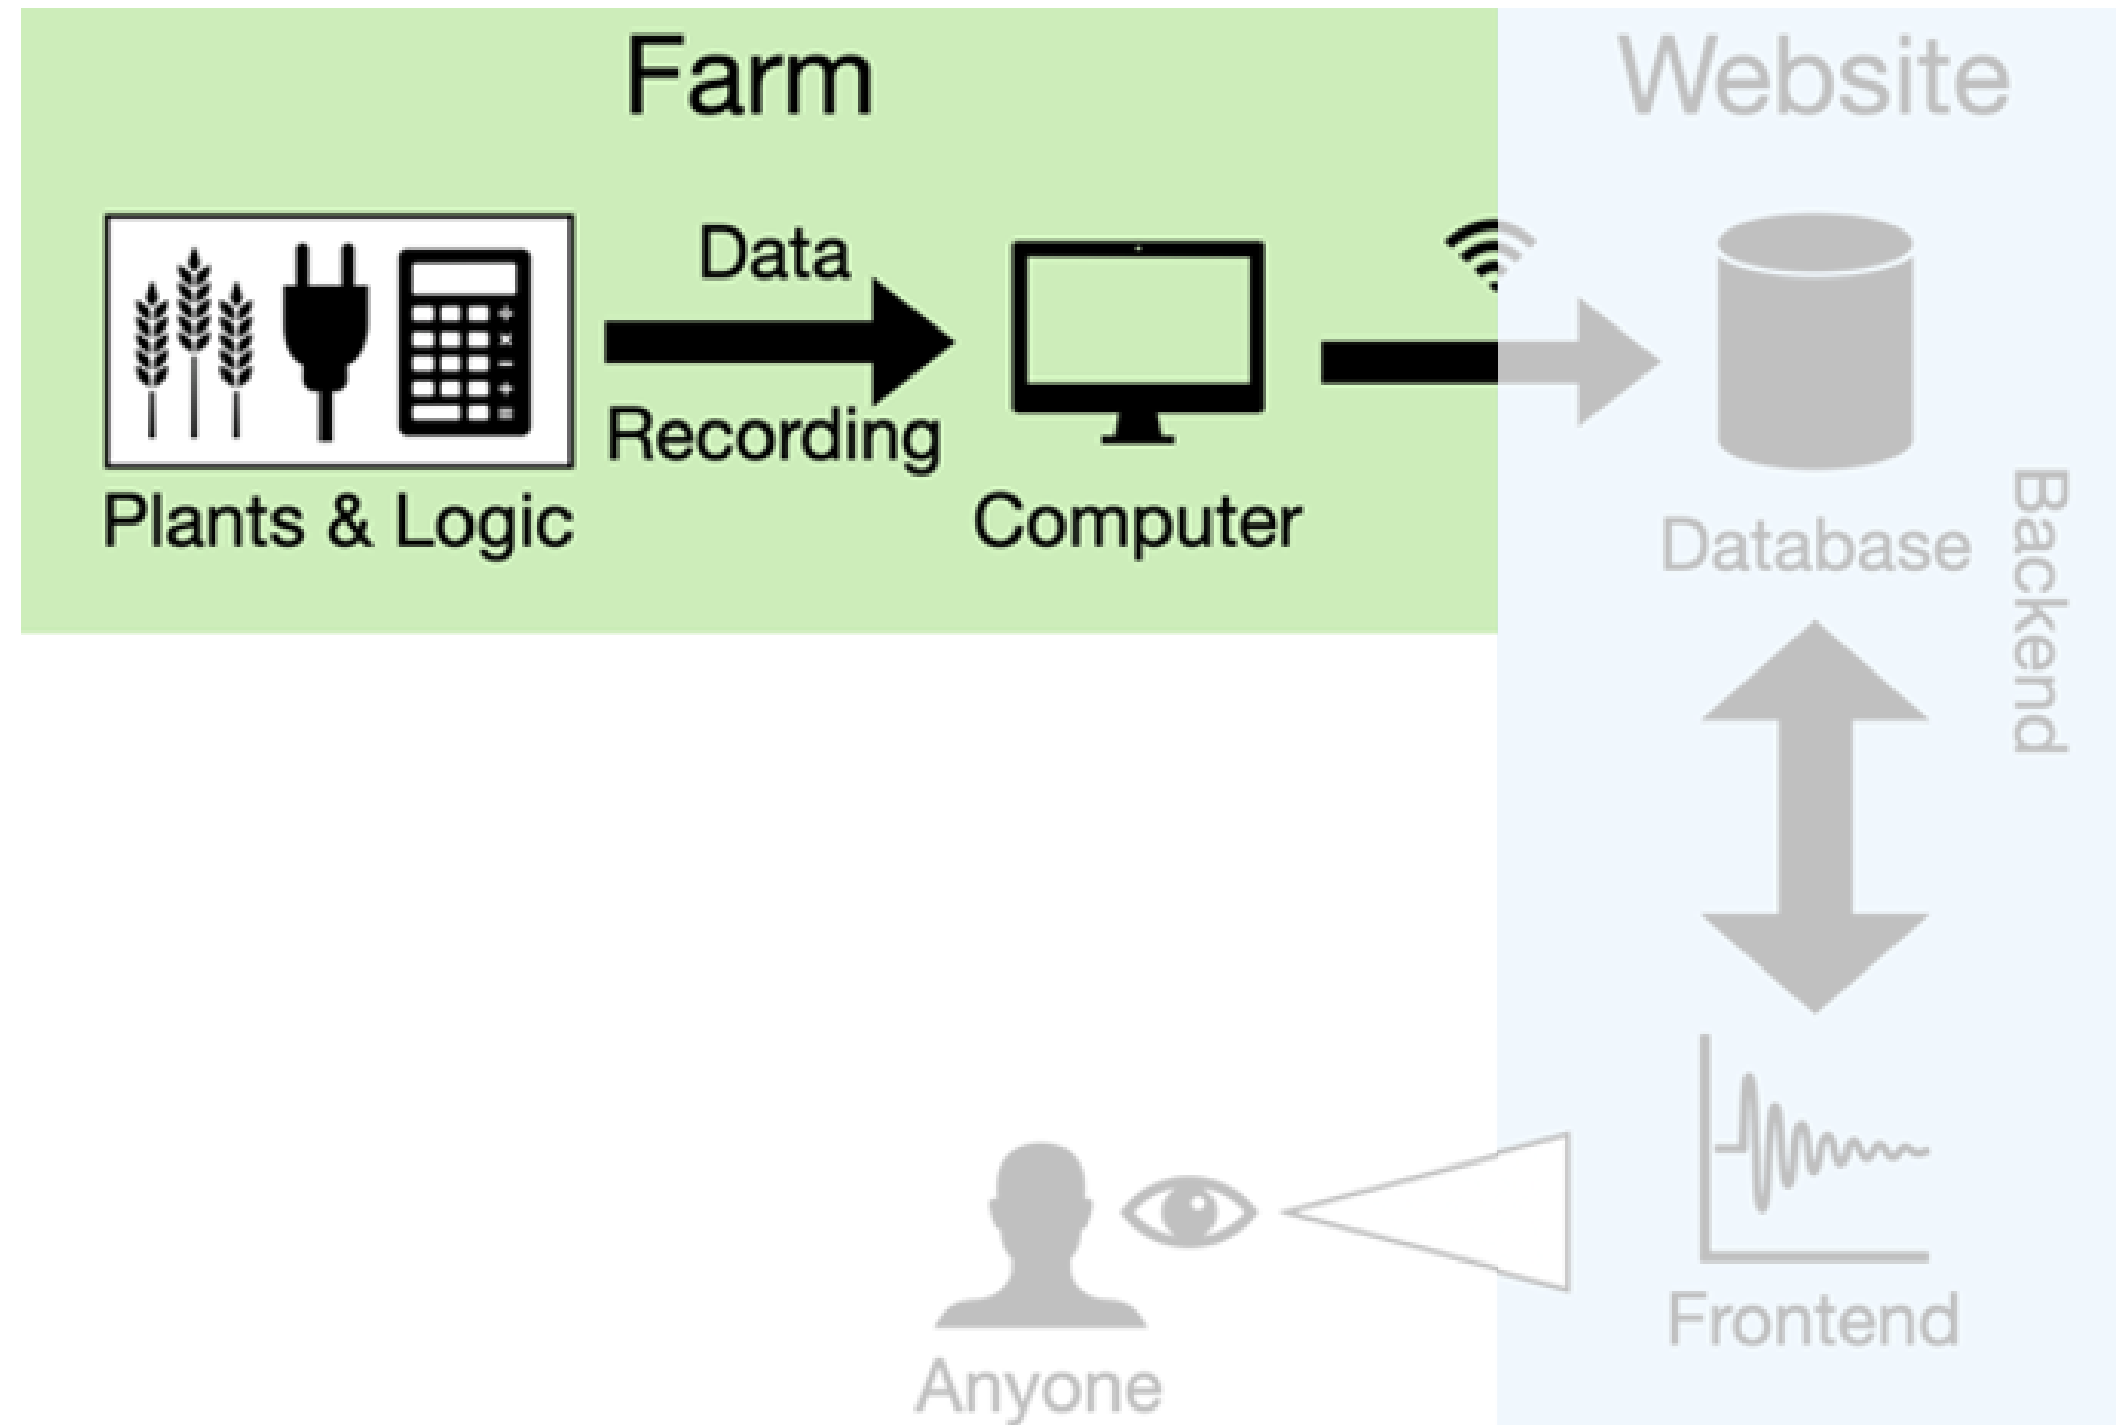 Farm
Website
Data
Recording
Plants & Logic
Computer
Database
Backend
Frontend
Anyone